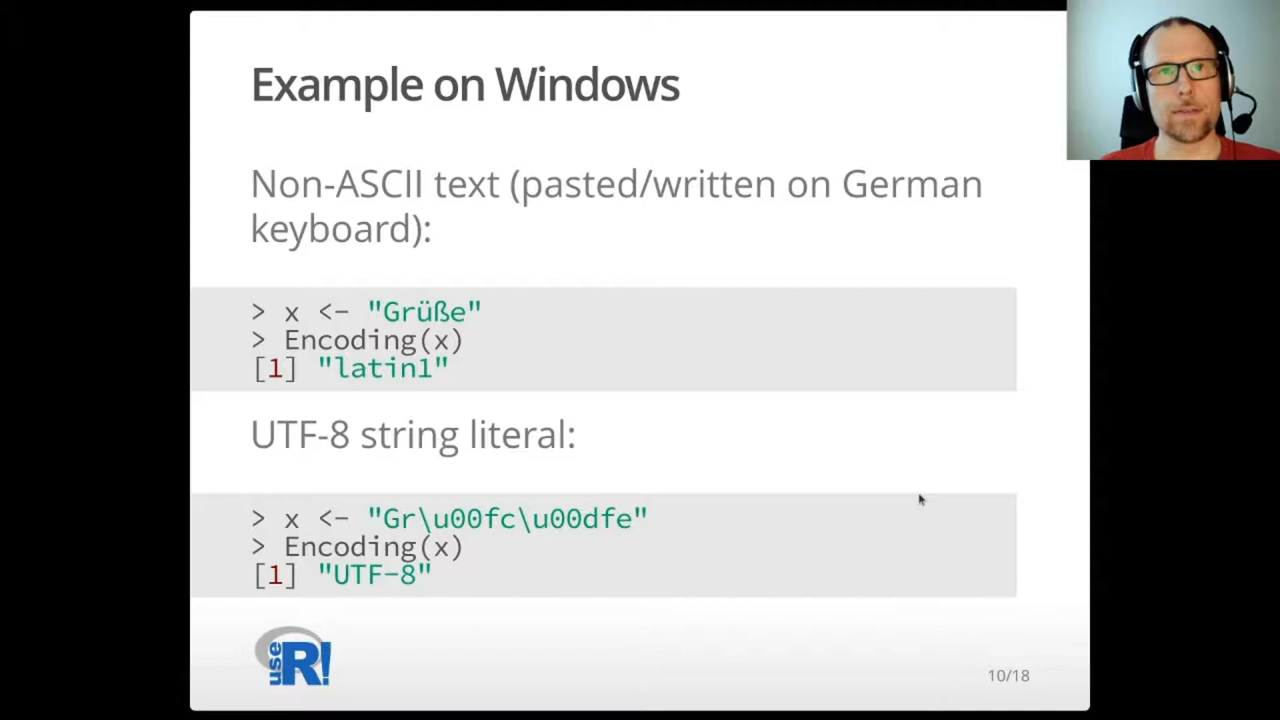 Example on Windows
Non-ASCII text (pasted/written on German
keyboard):
> x <- "Grüße"
> Encoding(x)
[1] "latin1"
UTF-8 string literal:
> x <- "Gr\u00fc\u00dfe"
> Encoding(x)
[1] "UTF-8"
use R!
10/18